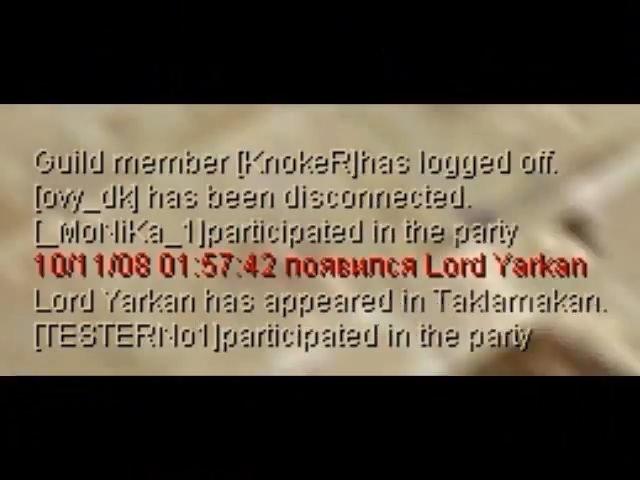 Guild member [KnokeR]has logged off.
[ovy_dk] has been disconnected.
[_MoNiKa_1]participated in the party
10/11/08 01:57:42 появился Lord Yarkan
Lord Yarkan has appeared in Taklamakan.
[TESTERNo1]participated in the party